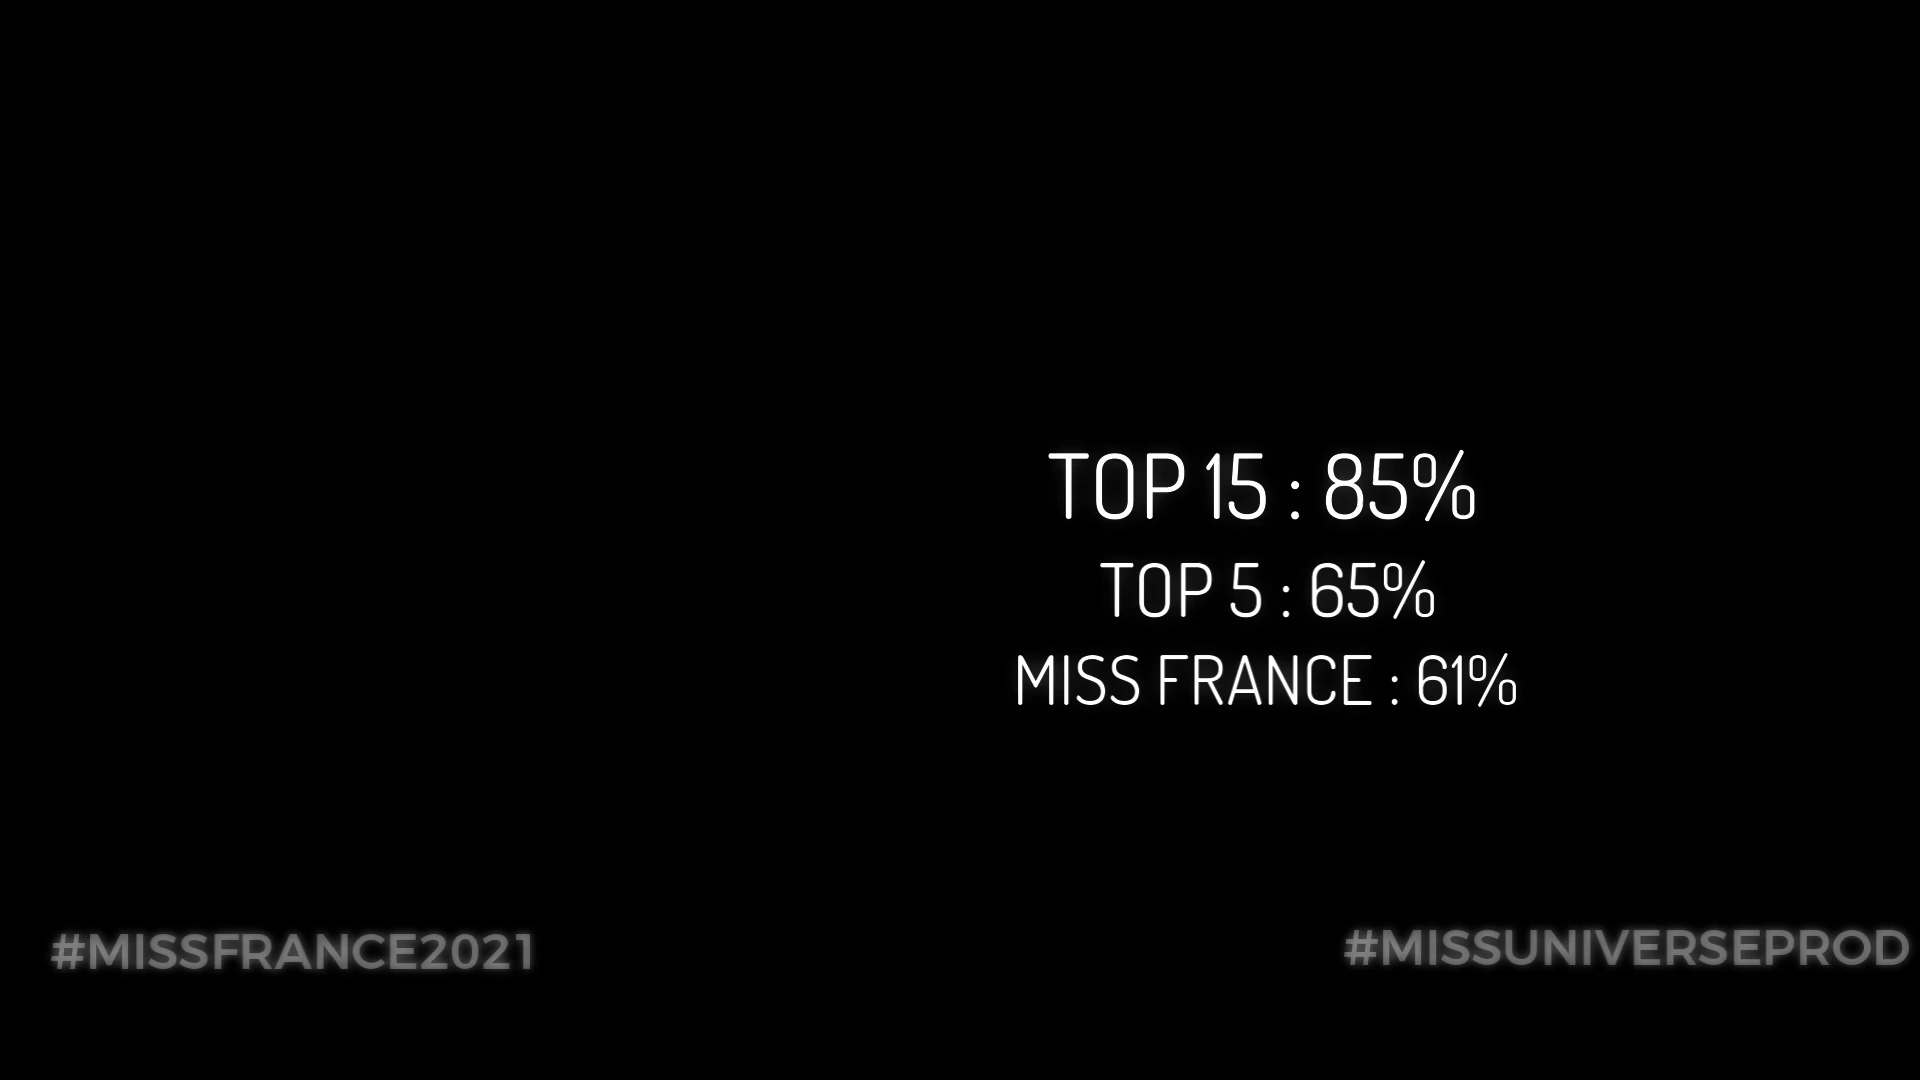 TOP 15 : 85%
TOP 5 : 65%
MISS FRANCE : 61%
#MISSFRANCE2021
#MISSUNIVERSEPROD